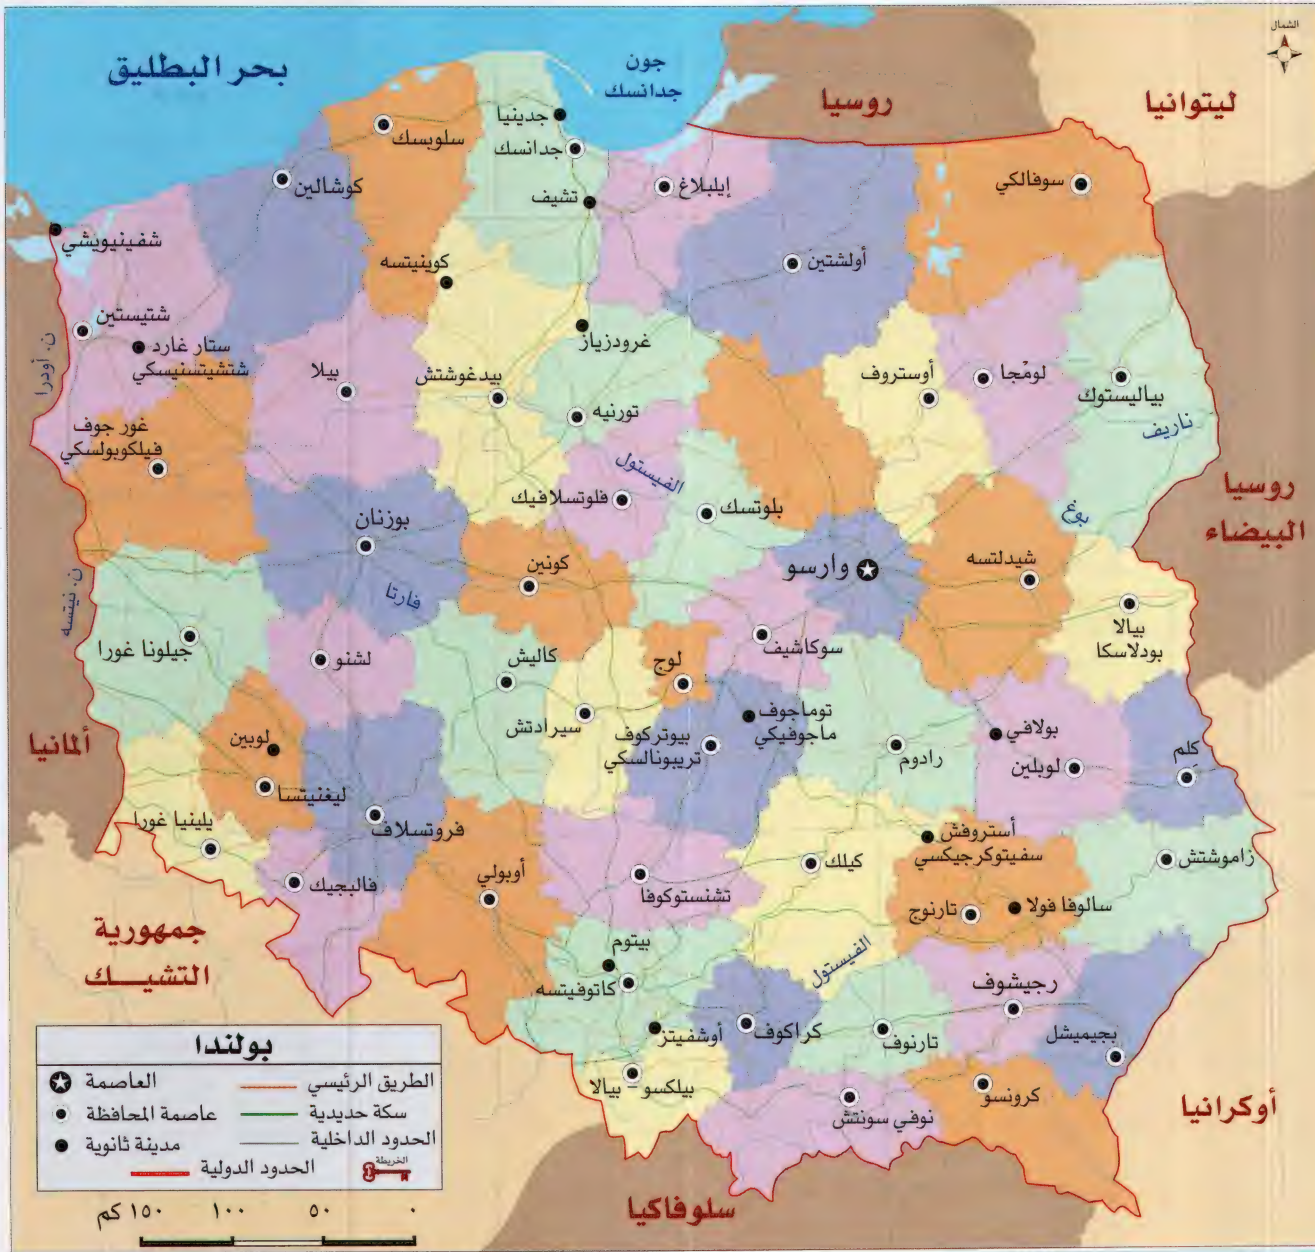 الشمال
بحر البطليق
جون
جدانسك
روسيا
ليتوانيا
جدينيا
سلوبسك
جدانسك
سوفالكي
كوشالين
إيلبلاغ
تشيف
شفينيويشي
كوينيتسه
أولشتين
شتيستين
غرودزياز
ستار غارد
شتشيتسنيسكي
ن. أودرا
بيلا
بيدغوشتش
أوستروف
لومْجا
بياليستوك
تورنيه
ناريف
غور جوف
فيلكوبولسكي
الفيستول
فلوتسلافيك
بلوتسك
بوغ
روسيا
البيضاء
بوزنان
وارسو
شيدلتسه
كونين
ن. نيتسه
فارتا
بيالا
بودلاسكا
جيلونا غورا
لشنو
كاليش
لوج
سوكاشيف
ألمانيا
لوبين
سيرادتش
بيوتركوف
تريبونالسكي
توماجوف
ماجوفيكي
رادوم
بولافي
لوبلين
كِلم
ليغنيتسا
يلينيا غورا
فروتسلاف
أستروفش
سفيتوكرجيكسي
زاموشتش
فالبجيك
أوبولي
تشنستوكوفا
كيلك
تارنوج
سالوفا فولا
جمهورية
التشيك
بيتوم
كاتوفيتسه
الفيستول
رجيشوف
أوشفيتز
كراكوف
تارنوف
بجيميشل
بيلكسو - بيالا
نوفي سونتش
كرونسو
أوكرانيا
سلوفاكيا
بولندا
الطريق الرئيسي
العاصمة
سكة حديدية
عاصمة المحافظة
الحدود الداخلية
مدينة ثانوية
الخريطة
الحدود الدولية
٠ ٥٠ ١٠٠ ١٥٠ كم